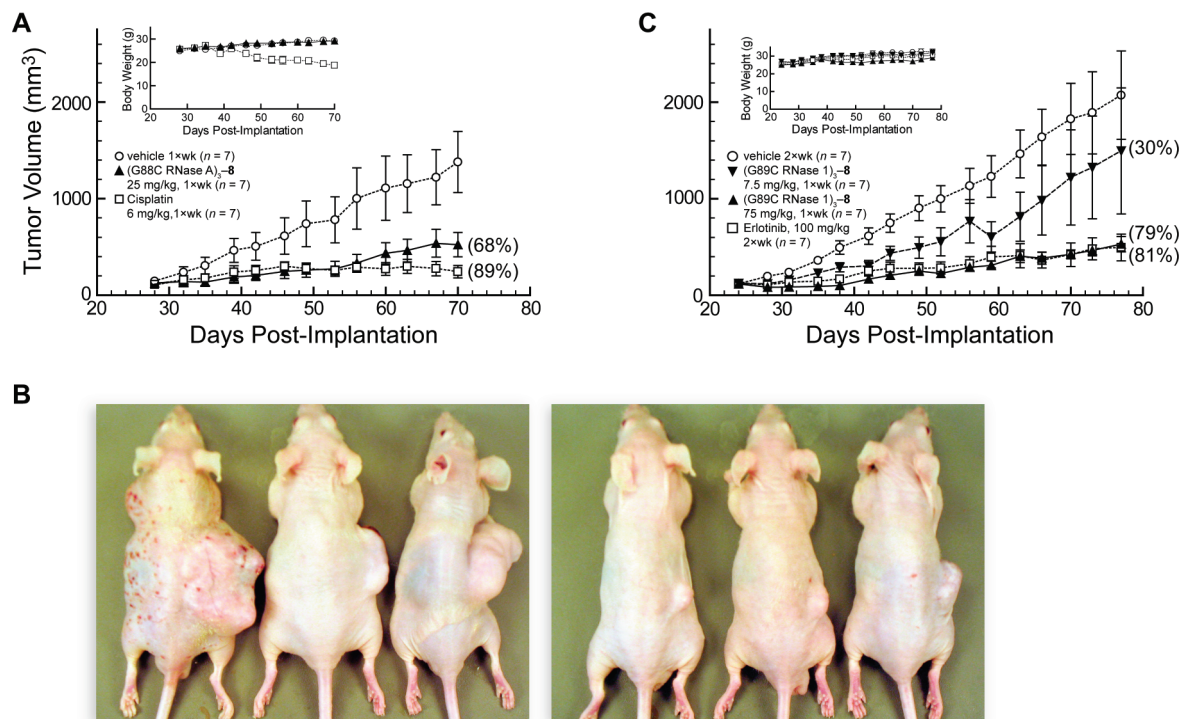 A
Tumor Volume (mm3)
2000
1000
0
20 30 40 50 60 70 80
Days Post-Implantation
Body Weight (g)
30
20
10
0
20 30 40 50 60 70
Days Post-Implantation
vehicle 1×wk (n = 7)
(G88C RNase A)3–8
25 mg/kg, 1×wk (n = 7)
Cisplatin
6 mg/kg,1×wk (n = 7)
(68%)
(89%)
C
2000
1000
0
20 30 40 50 60 70 80
Days Post-Implantation
Body Weight (g)
30
20
10
0
20 30 40 50 60 70 80
Days Post-Implantation
vehicle 2×wk (n = 7)
(G89C RNase 1)3–8
7.5 mg/kg, 1×wk (n = 7)
(G89C RNase 1)3–8
75 mg/kg, 1×wk (n = 7)
Erlotinib, 100 mg/kg
2×wk (n = 7)
(30%)
(79%)
(81%)
B